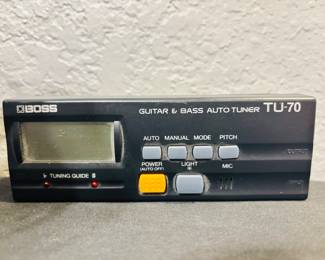 BOSS
GUITAR & BASS AUTO TUNER TU-70
AUTO MANUAL MODE PITCH
POWER LIGHT MIC
(AUTO OFF)
♭ TUNING GUIDE ♯